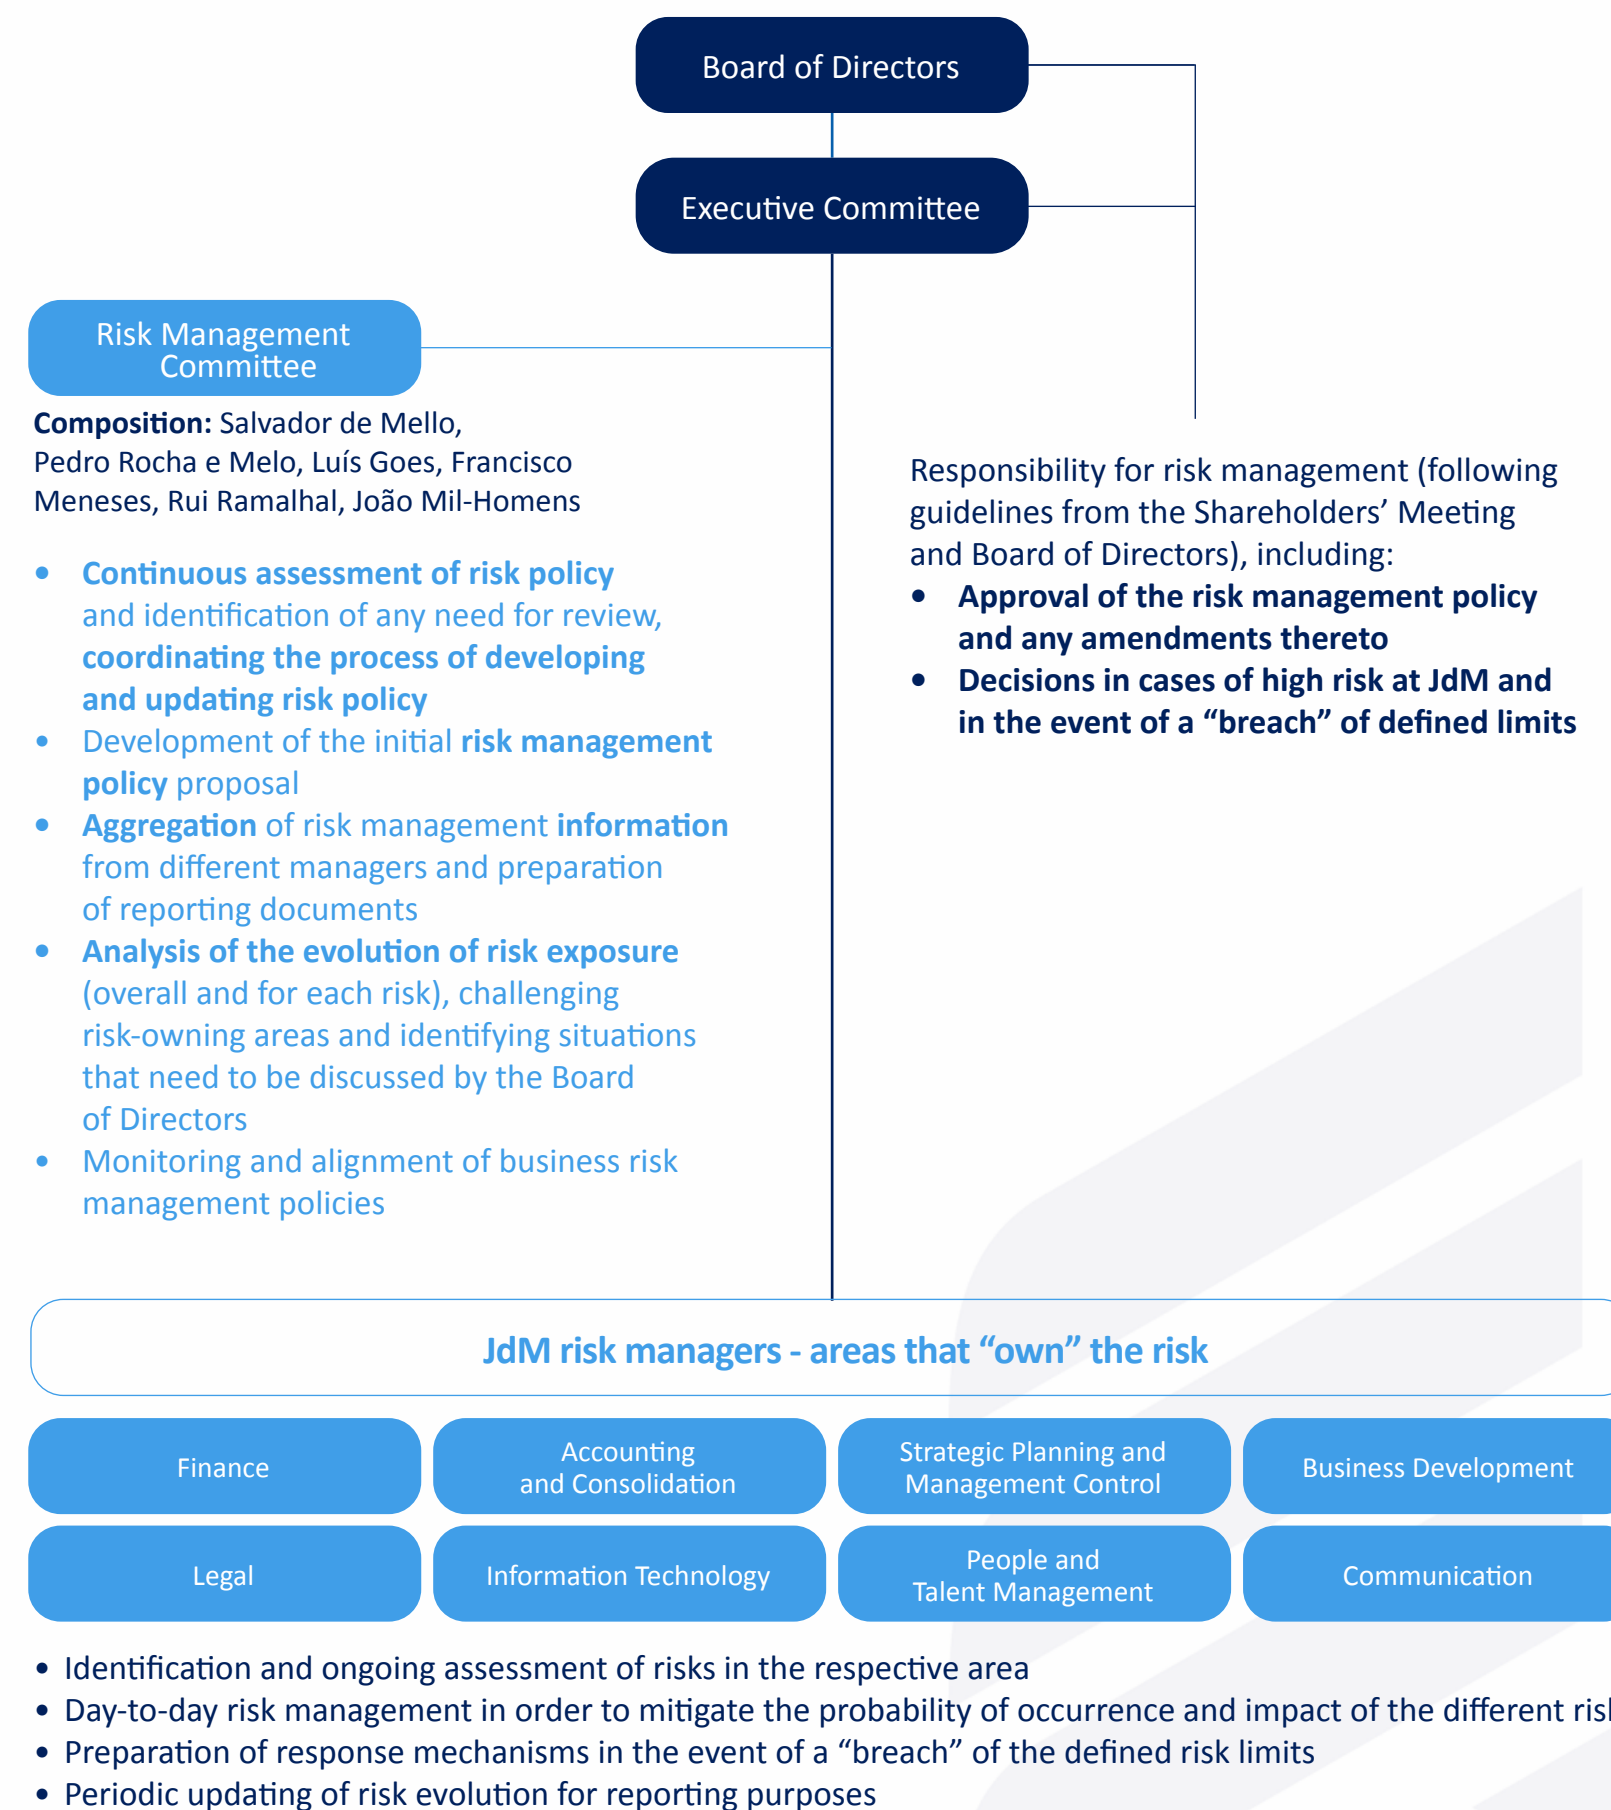 Board of Directors
Executive Committee
Risk Management
Committee
Composition: Salvador de Mello,
Pedro Rocha e Melo, Luís Goes, Francisco
Meneses, Rui Ramalhal, João Mil-Homens
• Continuous assessment of risk policy
and identification of any need for review,
coordinating the process of developing
and updating risk policy
• Development of the initial risk management
policy proposal
• Aggregation of risk management information
from different managers and preparation
of reporting documents
• Analysis of the evolution of risk exposure
(overall and for each risk), challenging
risk-owning areas and identifying situations
that need to be discussed by the Board
of Directors
• Monitoring and alignment of business risk
management policies
Responsibility for risk management (following
guidelines from the Shareholders’ Meeting
and Board of Directors), including:
• Approval of the risk management policy
and any amendments thereto
• Decisions in cases of high risk at JdM and
in the event of a “breach” of defined limits
JdM risk managers - areas that “own” the risk
Finance
Accounting
and Consolidation
Strategic Planning and
Management Control
Business Development
Legal
Information Technology
People and
Talent Management
Communication
• Identification and ongoing assessment of risks in the respective area
• Day-to-day risk management in order to mitigate the probability of occurrence and impact of the different
• Preparation of response mechanisms in the event of a “breach” of the defined risk limits
• Periodic updating of risk evolution for reporting purposes